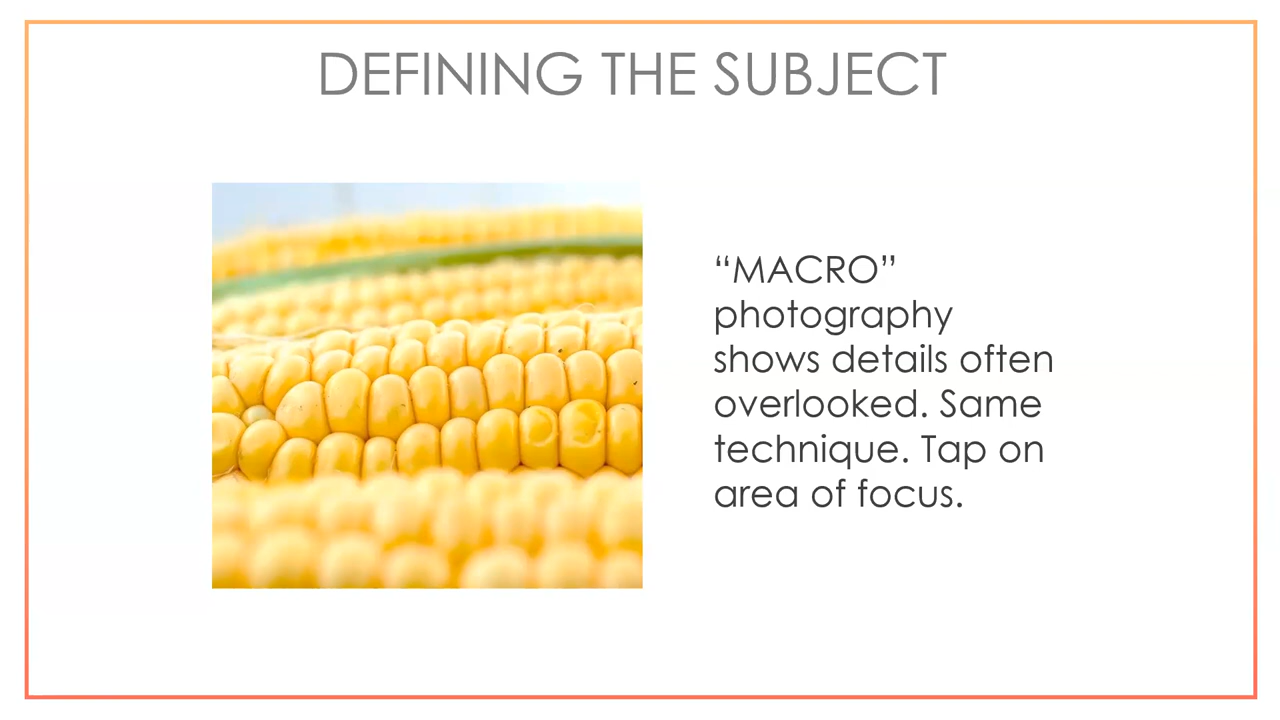 DEFINING THE SUBJECT
“MACRO”
photography
shows details often
overlooked. Same
technique. Tap on
area of focus.